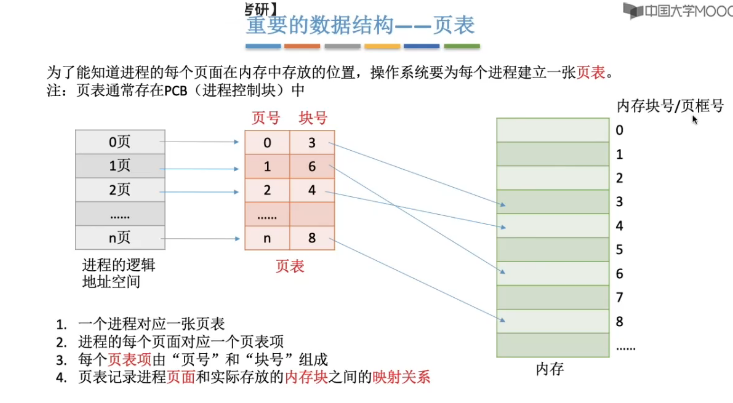 考研】
中国大学MOOC
重要的数据结构——页表
为了能知道进程的每个页面在内存中存放的位置，操作系统要为每个进程建立一张页表。
注：页表通常存在PCB（进程控制块）中
页号 块号
0页
1页
2页
......
n页
0 3
1 6
2 4
......
n 8
进程的逻辑
地址空间
页表
内存块号/页框号
0
1
2
3
4
5
6
7
8
......
内存
1. 一个进程对应一张页表
2. 进程的每个页面对应一个页表项
3. 每个页表项由“页号”和“块号”组成
4. 页表记录进程页面和实际存放的内存块之间的映射关系